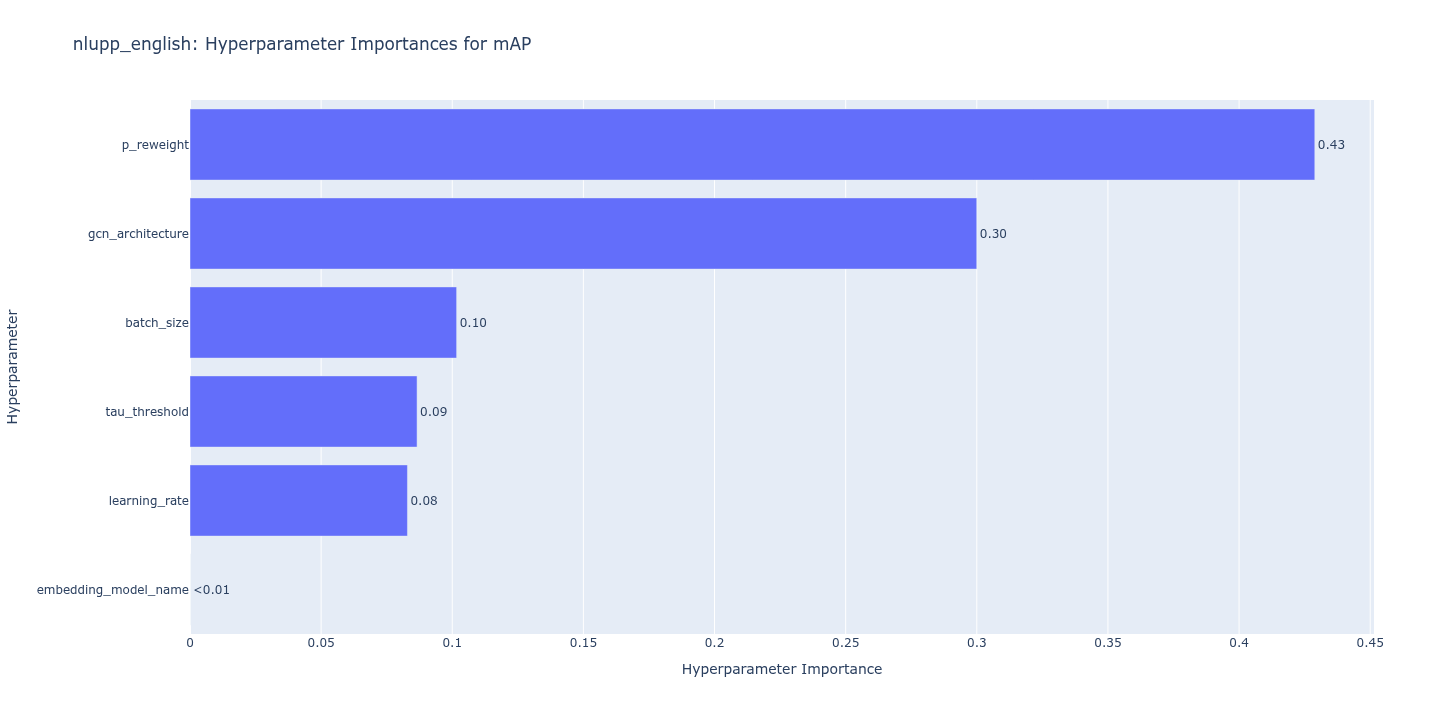 nlupp_english: Hyperparameter Importances for mAP
Hyperparameter
p_reweight 0.43
gcn_architecture 0.30
batch_size 0.10
tau_threshold 0.09
learning_rate 0.08
embedding_model_name <0.01
0 0.05 0.1 0.15 0.2 0.25 0.3 0.35 0.4 0.45
Hyperparameter Importance